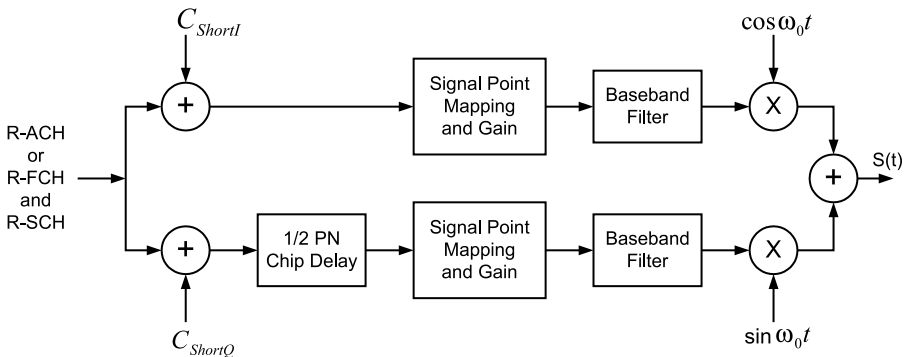 C_ShortI
cos ω₀t
Signal Point
Mapping
and Gain
Baseband
Filter
+
X
R-ACH
or
R-FCH
and
R-SCH
+
S(t)
+
1/2 PN
Chip Delay
Signal Point
Mapping
and Gain
Baseband
Filter
X
C_ShortQ
sin ω₀t